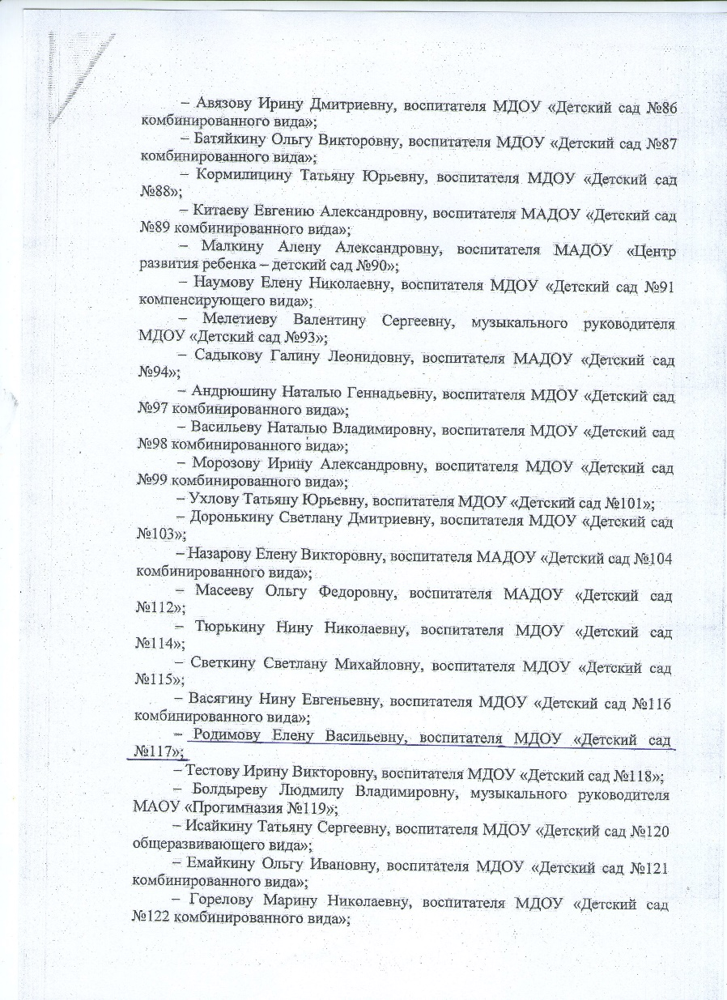 – Авязову Ирину Дмитриевну, воспитателя МДОУ «Детский сад №86
комбинированного вида»;
– Батяйкину Ольгу Викторовну, воспитателя МДОУ «Детский сад №87
комбинированного вида»;
– Кормилицину Татьяну Юрьевну, воспитателя МДОУ «Детский сад
№88»;
– Китаеву Евгению Александровну, воспитателя МАДОУ «Детский сад
№89 комбинированного вида»;
– Малкину Алену Александровну, воспитателя МАДОУ «Центр
развития ребенка – детский сад №90»;
– Наумову Елену Николаевну, воспитателя МДОУ «Детский сад №91
компенсирующего вида»;
– Мелетиеву Валентину Сергеевну, музыкального руководителя
МДОУ «Детский сад №93»;
– Садыкову Галину Леонидовну, воспитателя МАДОУ «Детский сад
№94»;
– Андрюшину Наталью Геннадьевну, воспитателя МДОУ «Детский сад
№97 комбинированного вида»;
– Васильеву Наталью Владимировну, воспитателя МДОУ «Детский сад
№98 комбинированного вида»;
– Морозову Ирину Александровну, воспитателя МДОУ «Детский сад
№99 комбинированного вида»;
– Ухлову Татьяну Юрьевну, воспитателя МДОУ «Детский сад №101»;
– Доронькину Светлану Дмитриевну, воспитателя МДОУ «Детский сад
№103»;
– Назарову Елену Викторовну, воспитателя МАДОУ «Детский сад №104
комбинированного вида»;
– Масееву Ольгу Федоровну, воспитателя МАДОУ «Детский сад
№112»;
– Тюрькину Нину Николаевну, воспитателя МДОУ «Детский сад
№114»;
– Светкину Светлану Михайловну, воспитателя МДОУ «Детский сад
№115»;
– Васягину Нину Евгеньевну, воспитателя МДОУ «Детский сад №116
комбинированного вида»;
– Родимову Елену Васильевну, воспитателя МДОУ «Детский сад
№117»;
– Тестову Ирину Викторовну, воспитателя МДОУ «Детский сад №118»;
– Болдыреву Людмилу Владимировну, музыкального руководителя
МАОУ «Прогимназия №119»;
– Исайкину Татьяну Сергеевну, воспитателя МДОУ «Детский сад №120
общеразвивающего вида»;
– Емайкину Ольгу Ивановну, воспитателя МДОУ «Детский сад №121
комбинированного вида»;
– Горелову Марину Николаевну, воспитателя МДОУ «Детский сад
№122 комбинированного вида»;